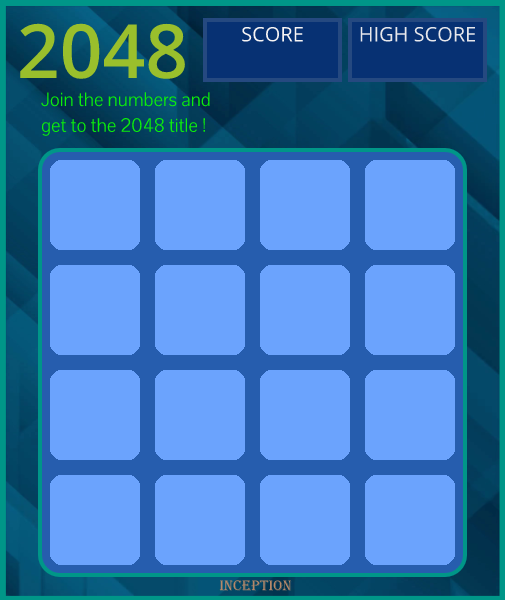 2048
SCORE
HIGH SCORE
Join the numbers and
get to the 2048 title !
INCEPTION